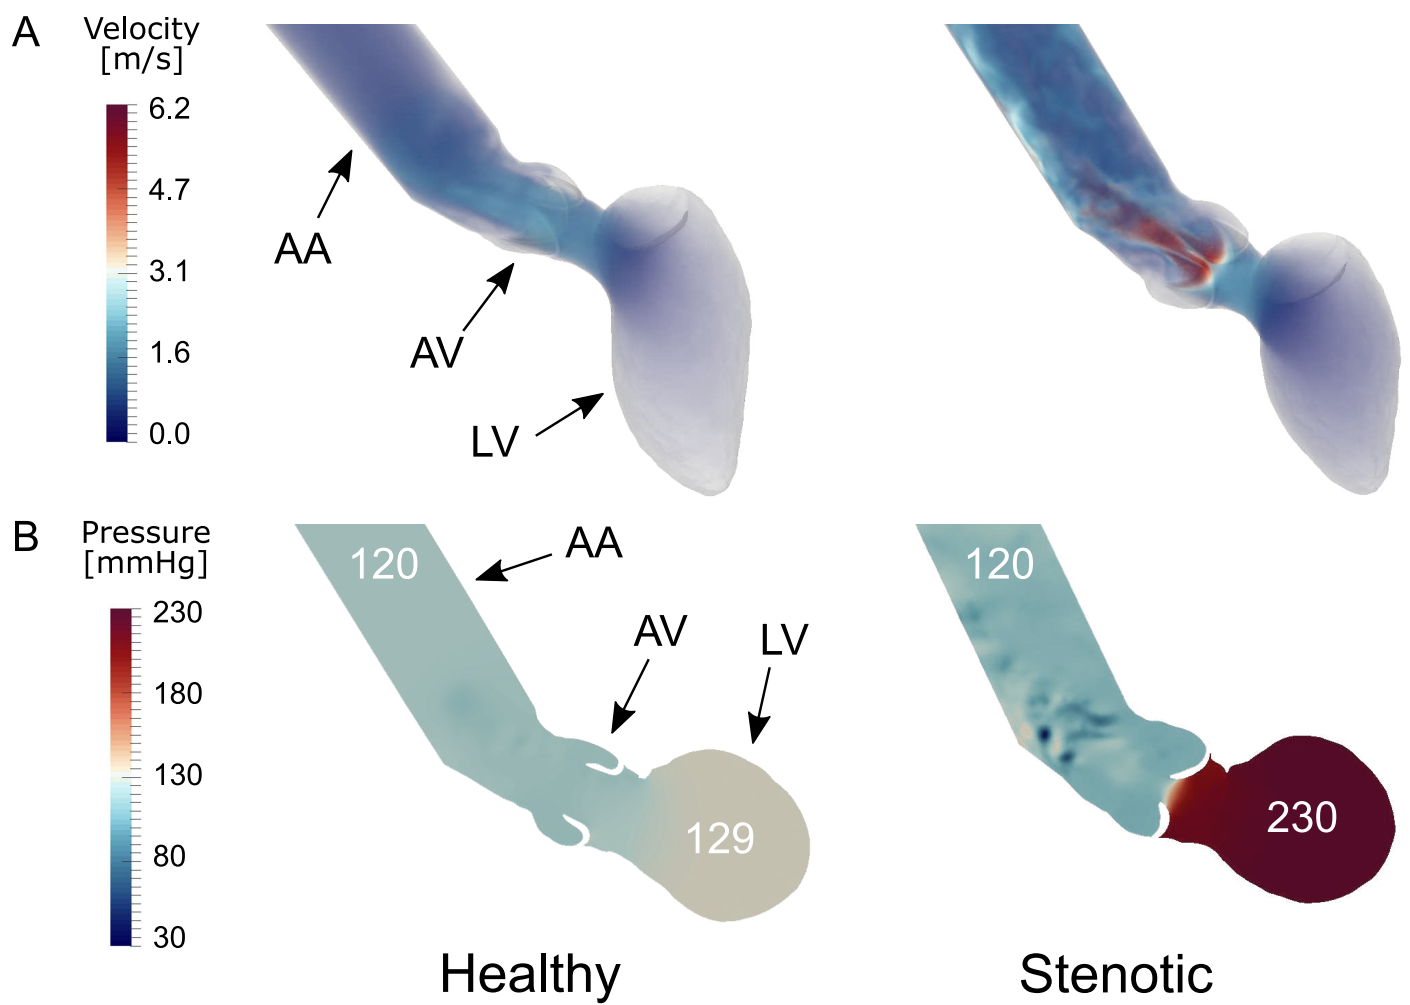 A
Velocity
[m/s]
6.2
4.7
3.1
1.6
0.0
AA
AV
LV
B
Pressure
[mmHg]
230
180
130
80
30
120
AA
AV
LV
129
120
230
Healthy
Stenotic